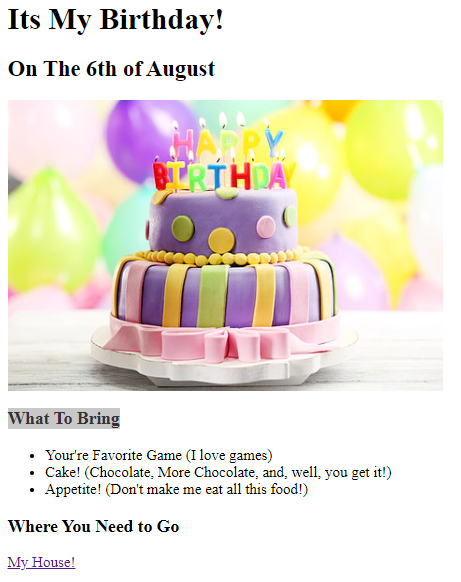 Its My Birthday!
On The 6th of August
HAPPY
BIRTHDAY
What To Bring
Your're Favorite Game (I love games)
Cake! (Chocolate, More Chocolate, and, well, you get it!)
Appetite! (Don't make me eat all this food!)
Where You Need to Go
My House!